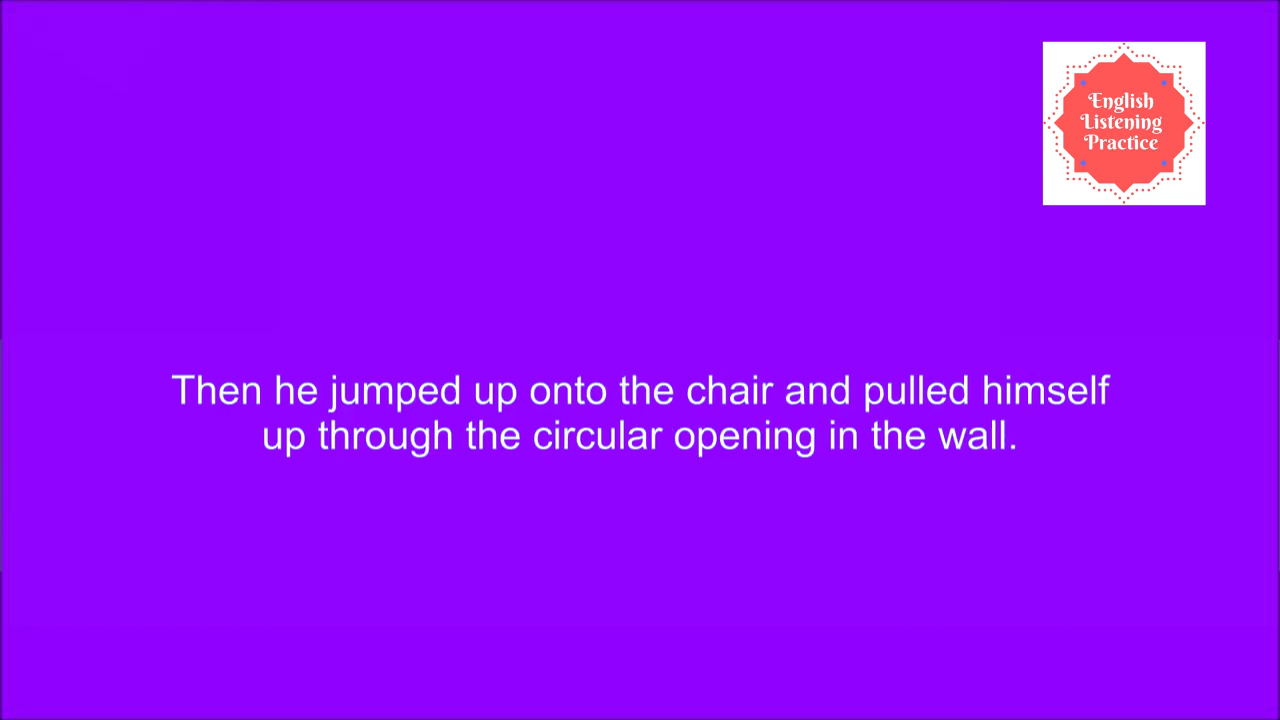 English
Listening
Practice
Then he jumped up onto the chair and pulled himself
up through the circular opening in the wall.